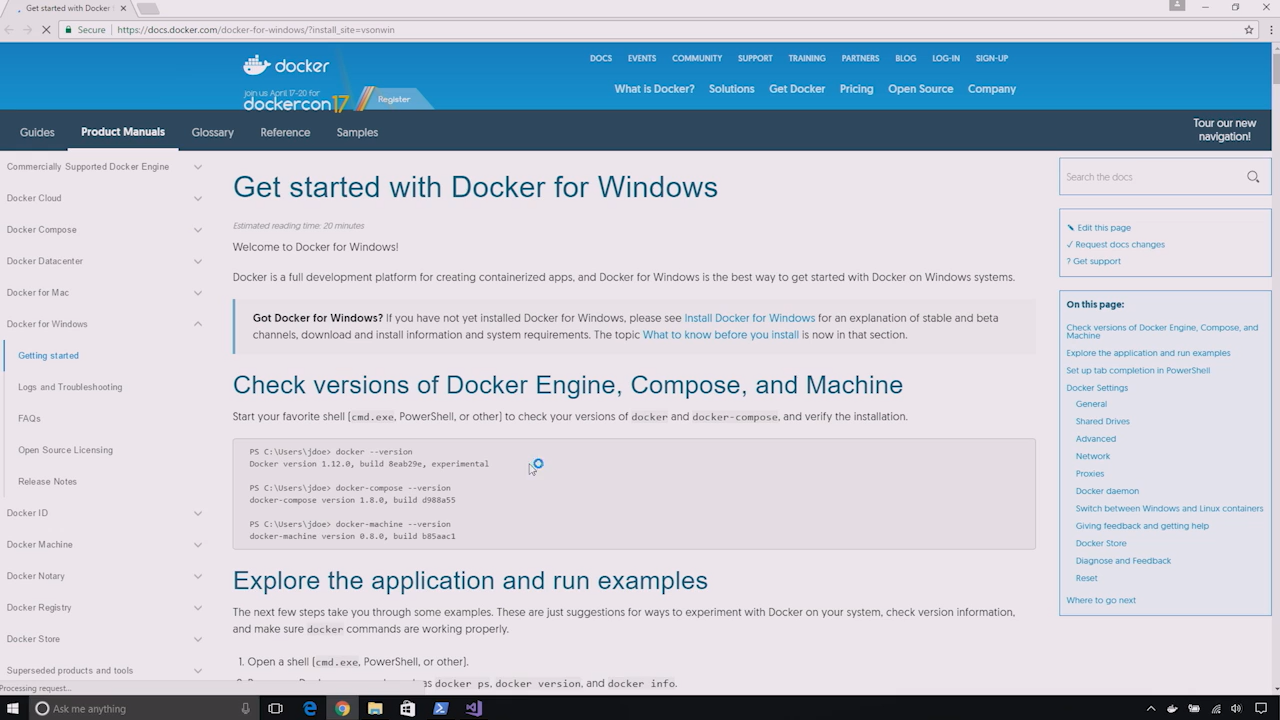 Get started with Docker f
Secure
https://docs.docker.com/docker-for-windows/?install_site=vsonwin
docker
DOCS
EVENTS
COMMUNITY
SUPPORT
TRAINING
PARTNERS
BLOG
LOG-IN
SIGN-UP
What is Docker?
Solutions
Get Docker
Pricing
Open Source
Company
join us April 17-20 for
dockercon 17
Register
Guides
Product Manuals
Glossary
Reference
Samples
Tour our new
navigation!
Commercially Supported Docker Engine
Docker Cloud
Docker Compose
Docker Datacenter
Docker for Mac
Docker for Windows
Getting started
Logs and Troubleshooting
FAQs
Open Source Licensing
Release Notes
Docker ID
Docker Machine
Docker Notary
Docker Registry
Docker Store
Superseded products and tools
Processing request...
Get started with Docker for Windows
Estimated reading time: 20 minutes
Welcome to Docker for Windows!
Docker is a full development platform for creating containerized apps, and Docker for Windows is the best way to get started with Docker on Windows systems.
Got Docker for Windows? If you have not yet installed Docker for Windows, please see Install Docker for Windows for an explanation of stable and beta
channels, download and install information and system requirements. The topic What to know before you install is now in that section.
Check versions of Docker Engine, Compose, and Machine
Start your favorite shell (cmd.exe, PowerShell, or other) to check your versions of docker and docker-compose, and verify the installation.
PS C:\Users\jdoe> docker --version
Docker version 1.12.0, build 8eab29e, experimental
PS C:\Users\jdoe> docker-compose --version
docker-compose version 1.8.0, build d988a55
PS C:\Users\jdoe> docker-machine --version
docker-machine version 0.8.0, build b85aac1
Explore the application and run examples
The next few steps take you through some examples. These are just suggestions for ways to experiment with Docker on your system, check version information,
and make sure docker commands are working properly.
1. Open a shell (cmd.exe, PowerShell, or other).
as docker ps, docker version, and docker info.
Search the docs
Edit this page
Request docs changes
? Get support
On this page:
Check versions of Docker Engine, Compose, and
Machine
Explore the application and run examples
Set up tab completion in PowerShell
Docker Settings
General
Shared Drives
Advanced
Network
Proxies
Docker daemon
Switch between Windows and Linux containers
Giving feedback and getting help
Docker Store
Diagnose and Feedback
Reset
Where to go next
Ask me anything